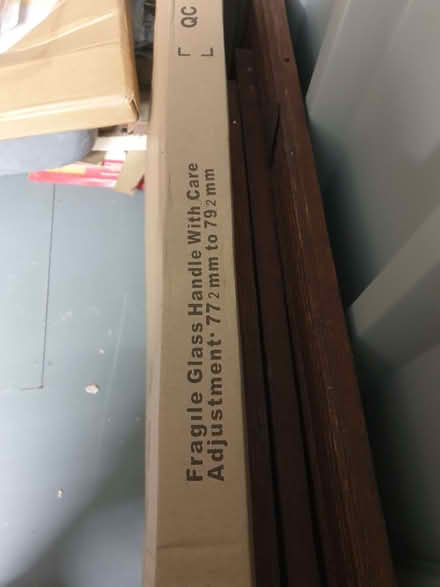 QC
Fragile Glass Handle With Care
Adjustment: 772mm to 792mm